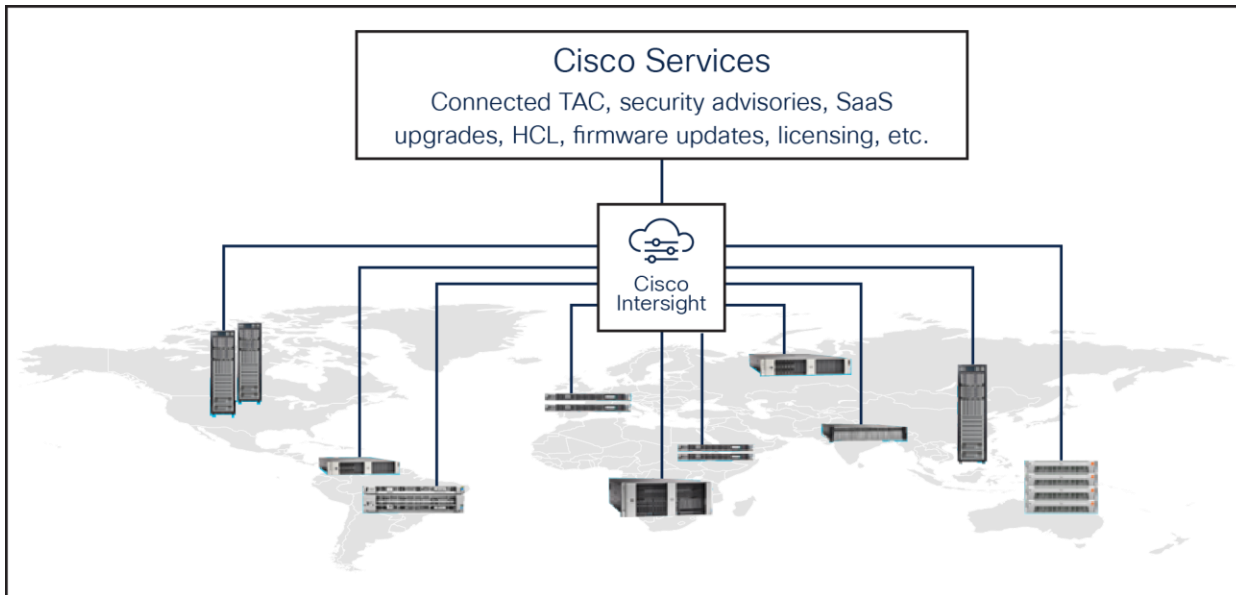 Cisco Services
Connected TAC, security advisories, SaaS
upgrades, HCL, firmware updates, licensing, etc.
Cisco
Intersight